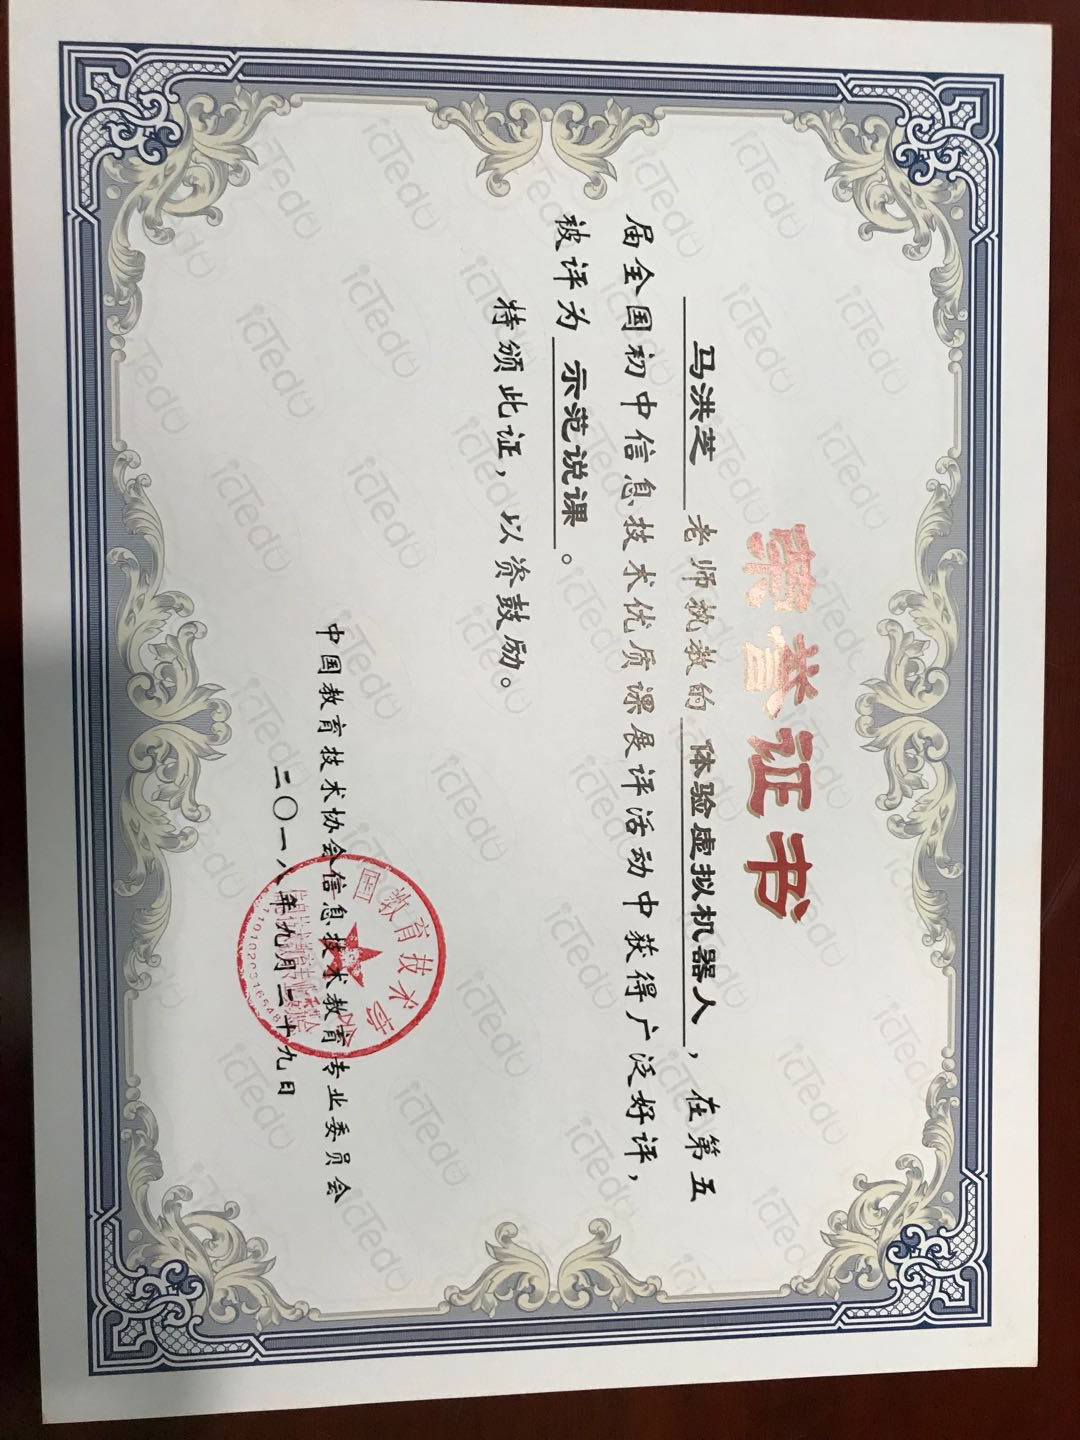 荣誉证书
马洪芝 老师执教的 体验虚拟机器人，在第五
届全国初中信息技术优质课展评活动中获得广泛好评，
被评为 示范说课 。
特颁此证，以资鼓励。
中国教育技术协会信息技术教育专业委员会
二〇一八年九月二十九日
ictedu